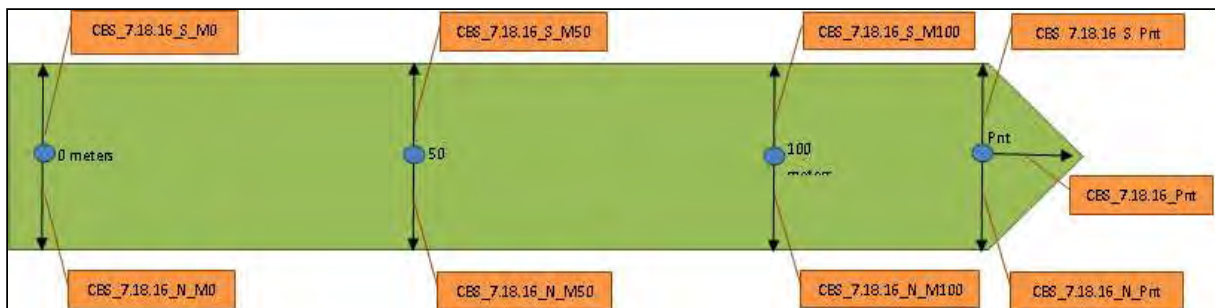 CBS_7.18.16_S_M0
CBS_7.18.16_S_M50
CBS_7.18.16_S_M100
CBS_7.18.16_S_Pnt
0 meters
50
100
meters
Pnt
CBS_7.18.16_Pnt
CBS_7.18.16_N_M0
CBS_7.18.16_N_M50
CBS_7.18.16_N_M100
CBS_7.18.16_N_Pnt